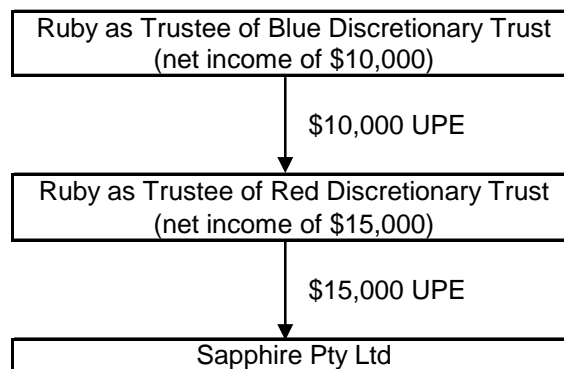 Ruby as Trustee of Blue Discretionary Trust
(net income of $10,000)
$10,000 UPE
Ruby as Trustee of Red Discretionary Trust
(net income of $15,000)
$15,000 UPE
Sapphire Pty Ltd